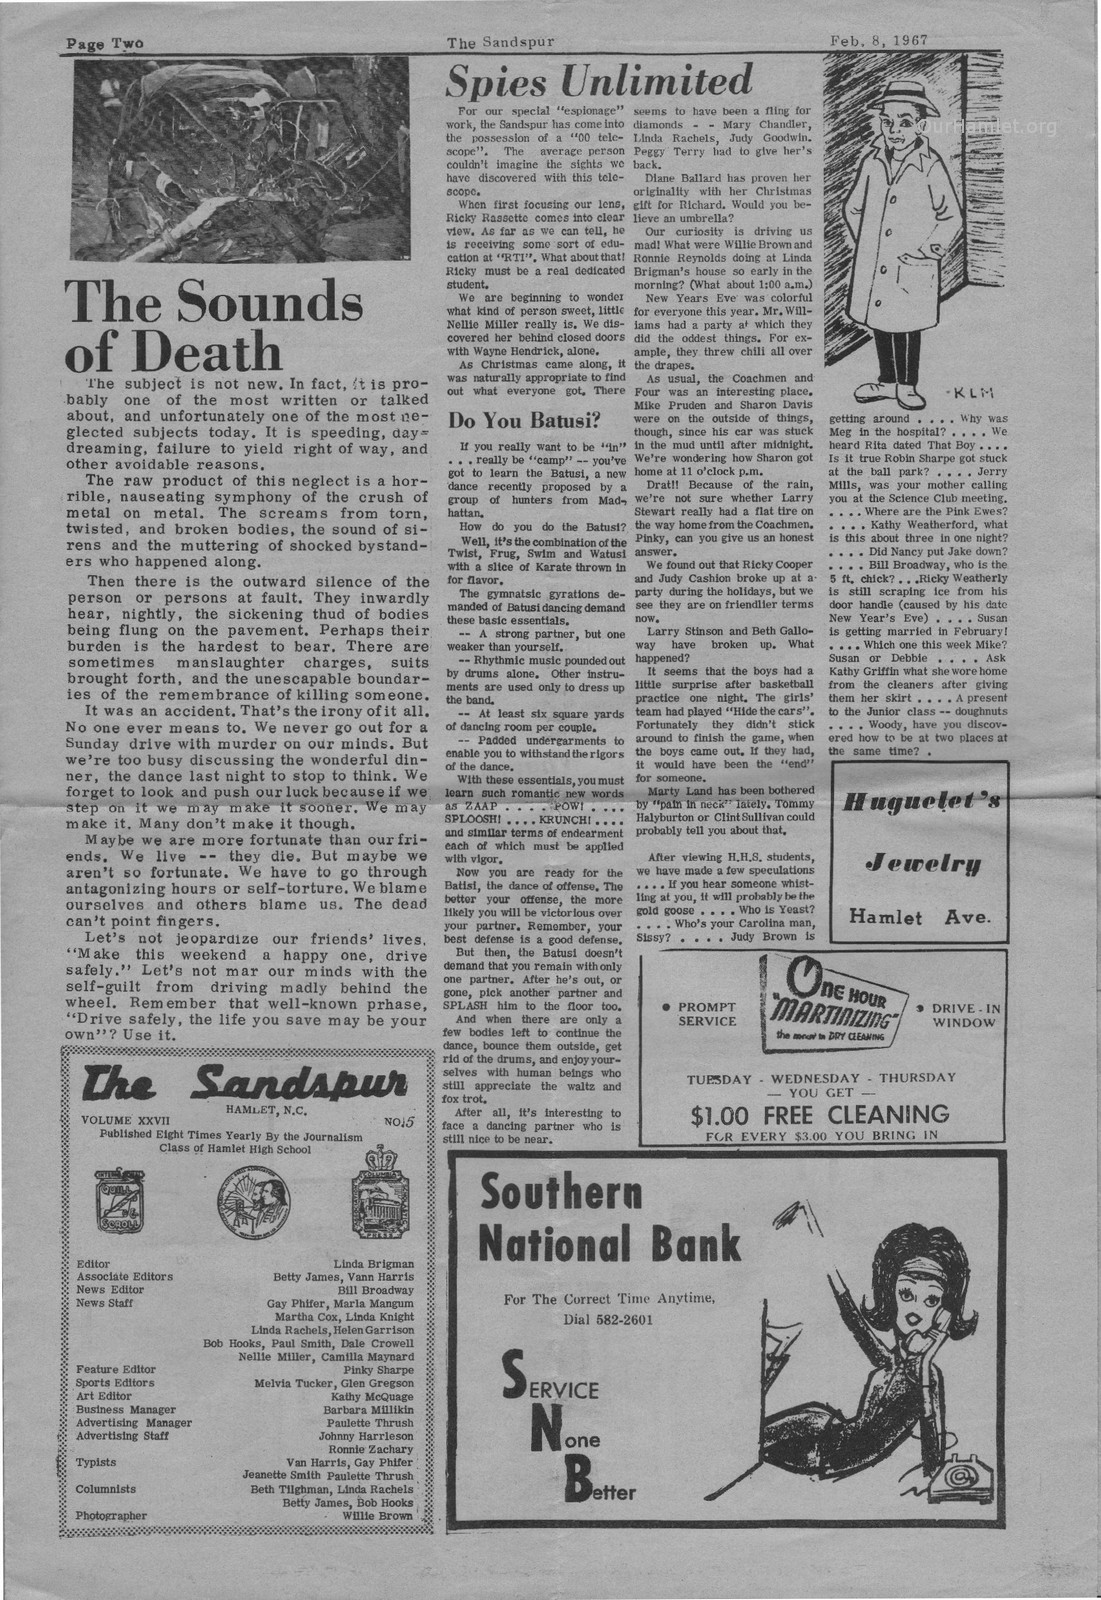 Page Two
The Sandspur
Feb. 8, 1967
OurHamlet.org
The Sounds
of Death
The subject is not new. In fact, it is pro-
bably one of the most written or talked
about, and unfortunately one of the most ne-
glected subjects today. It is speeding, day=
dreaming, failure to yield right of way, and
other avoidable reasons.
The raw product of this neglect is a hor-
rible, nauseating symphony of the crush of
metal on metal. The screams from torn,
twisted, and broken bodies, the sound of si-
rens and the muttering of shocked bystand-
ers who happened along.
Then there is the outward silence of the
person or persons at fault. They inwardly
hear, nightly, the sickening thud of bodies
being flung on the pavement. Perhaps their
burden is the hardest to bear. There are
sometimes manslaughter charges, suits
brought forth, and the unescapable boundar-
ies of the remembrance of killing someone.
It was an accident. That's the irony of it all.
No one ever means to. We never go out for a
Sunday drive with murder on our minds. But
we're too busy discussing the wonderful din-
ner, the dance last night to stop to think. We
forget to look and push our luck because if we
step on it we may make it sooner. We may
make it. Many don't make it though.
Maybe we are more fortunate than our fri-
ends. We live -- they die. But maybe we
aren't so fortunate. We have to go through
antagonizing hours or self-torture. We blame
ourselves and others blame us. The dead
can't point fingers.
Let's not jeopardize our friends' lives.
"Make this weekend a happy one, drive
safely." Let's not mar our minds with the
self-guilt from driving madly behind the
wheel. Remember that well-known prhase,
"Drive safely, the life you save may be your
own"? Use it.
The Sandspur
HAMLET, N.C.
VOLUME XXVII
NO. 5
Published Eight Times Yearly By the Journalism
Class of Hamlet High School
INTERNATIONAL
QUILL
SCROLL
COLUMBIA
PRESS
Editor Linda Brigman
Associate Editors Betty James, Vann Harris
News Editor Bill Broadway
News Staff Gay Phifer, Marla Mangum
Martha Cox, Linda Knight
Linda Rachels, Helen Garrison
Bob Hooks, Paul Smith, Dale Crowell
Nellie Miller, Camilla Maynard
Feature Editor Pinky Sharpe
Sports Editors Melvia Tucker, Glen Gregson
Art Editor Kathy McQuage
Business Manager Barbara Millikin
Advertising Manager Paulette Thrush
Advertising Staff Johnny Harrleson
Ronnie Zachary
Typists Van Harris, Gay Phifer
Jeanette Smith Paulette Thrush
Columnists Beth Tilghman, Linda Rachels
Betty James, Bob Hooks
Photographer Willie Brown
Spies Unlimited
For our special "espionage"
work, the Sandspur has come into
the possession of a "00 tele-
scope". The average person
couldn't imagine the sights we
have discovered with this tele-
scope.
When first focusing our lens,
Ricky Rassette comes into clear
view. As far as we can tell, he
is receiving some sort of edu-
cation at "RTI". What about that!
Ricky must be a real dedicated
student.
We are beginning to wonder
what kind of person sweet, little
Nellie Miller really is. We dis-
covered her behind closed doors
with Wayne Hendrick, alone.
As Christmas came along, it
was naturally appropriate to find
out what everyone got. There
seems to have been a fling for
diamonds - - Mary Chandler,
Linda Rachels, Judy Goodwin.
Peggy Terry had to give her's
back.
Diane Ballard has proven her
originality with her Christmas
gift for Richard. Would you be-
lieve an umbrella?
Our curiosity is driving us
mad! What were Willie Brown and
Ronnie Reynolds doing at Linda
Brigman's house so early in the
morning? (What about 1:00 a.m.)
New Years Eve was colorful
for everyone this year. Mr. Will-
iams had a party at which they
did the oddest things. For ex-
ample, they threw chili all over
the drapes.
As usual, the Coachmen and
Four was an interesting place.
Mike Pruden and Sharon Davis
were on the outside of things,
though, since his car was stuck
in the mud until after midnight.
We're wondering how Sharon got
home at 11 o'clock p.m.
Drat!! Because of the rain,
we're not sure whether Larry
Stewart really had a flat tire on
the way home from the Coachmen.
Pinky, can you give us an honest
answer.
We found out that Ricky Cooper
and Judy Cashion broke up at a
party during the holidays, but we
see they are on friendlier terms
now.
Larry Stinson and Beth Gallo-
way have broken up. What
happened?
It seems that the boys had a
little surprise after basketball
practice one night. The girls'
team had played "Hide the cars".
Fortunately they didn't stick
around to finish the game, when
the boys came out. If they had,
it would have been the "end"
for someone.
Marty Land has been bothered
by "pain in neck" lately. Tommy
Halyburton or Clint Sullivan could
probably tell you about that.
After viewing H.H.S. students,
we have made a few speculations
. . . . If you hear someone whist-
ling at you, it will probably be the
gold goose . . . . Who is Yeast?
. . . . Who's your Carolina man,
Sissy? . . . . Judy Brown is
-KLM
getting around . . . . Why was
Meg in the hospital? . . . . We
heard Rita dated That Boy . . . .
Is it true Robin Sharpe got stuck
at the ball park? . . . . Jerry
Mills, was your mother calling
you at the Science Club meeting.
. . . . Where are the Pink Ewes?
. . . . Kathy Weatherford, what
is this about three in one night?
. . . . Did Nancy put Jake down?
. . . . Bill Broadway, who is the
5 ft. chick? . . .Ricky Weatherly
is still scraping ice from his
door handle (caused by his date
New Year's Eve) . . . . Susan
is getting married in February!
. . . . Which one this week Mike?
Susan or Debbie . . . . Ask
Kathy Griffin what she wore home
from the cleaners after giving
them her skirt . . . . A present
to the Junior class -- doughnuts
. . . . Woody, have you discov-
ered how to be at two places at
the same time? .
Do You Batusi?
If you really want to be "in"
. . . really be "camp" -- you've
got to learn the Batusi, a new
dance recently proposed by a
group of hunters from Mad-
hattan.
How do you do the Batusi?
Well, it's the combination of the
Twist, Frug, Swim and Watusi
with a slice of Karate thrown in
for flavor.
The gymnatsic gyrations de-
manded of Batusi dancing demand
these basic essentials.
-- A strong partner, but one
weaker than yourself.
-- Rhythmic music pounded out
by drums alone. Other instru-
ments are used only to dress up
the band.
-- At least six square yards
of dancing room per couple.
-- Padded undergarments to
enable you to withstand the rigors
of the dance.
With these essentials, you must
learn such romantic new words
as ZAAP . . . . POW! . . . .
SPLOOSH! . . . . KRUNCH! . . . .
and similar terms of endearment
each of which must be applied
with vigor.
Now you are ready for the
Batisi, the dance of offense. The
better your offense, the more
likely you will be victorious over
your partner. Remember, your
best defense is a good defense.
But then, the Batusi doesn't
demand that you remain with only
one partner. After he's out, or
gone, pick another partner and
SPLASH him to the floor too.
And when there are only a
few bodies left to continue the
dance, bounce them outside, get
rid of the drums, and enjoy your-
selves with human beings who
still appreciate the waltz and
fox trot.
After all, it's interesting to
face a dancing partner who is
still nice to be near.
Huguelet's
Jewelry
Hamlet Ave.
• PROMPT
SERVICE
ONE HOUR
"MARTINIZING"
the most in DRY CLEANING
• DRIVE-IN
WINDOW
TUESDAY - WEDNESDAY - THURSDAY
— YOU GET —
$1.00 FREE CLEANING
FOR EVERY $3.00 YOU BRING IN
Southern
National Bank
For The Correct Time Anytime,
Dial 582-2601
SERVICE
None
Better